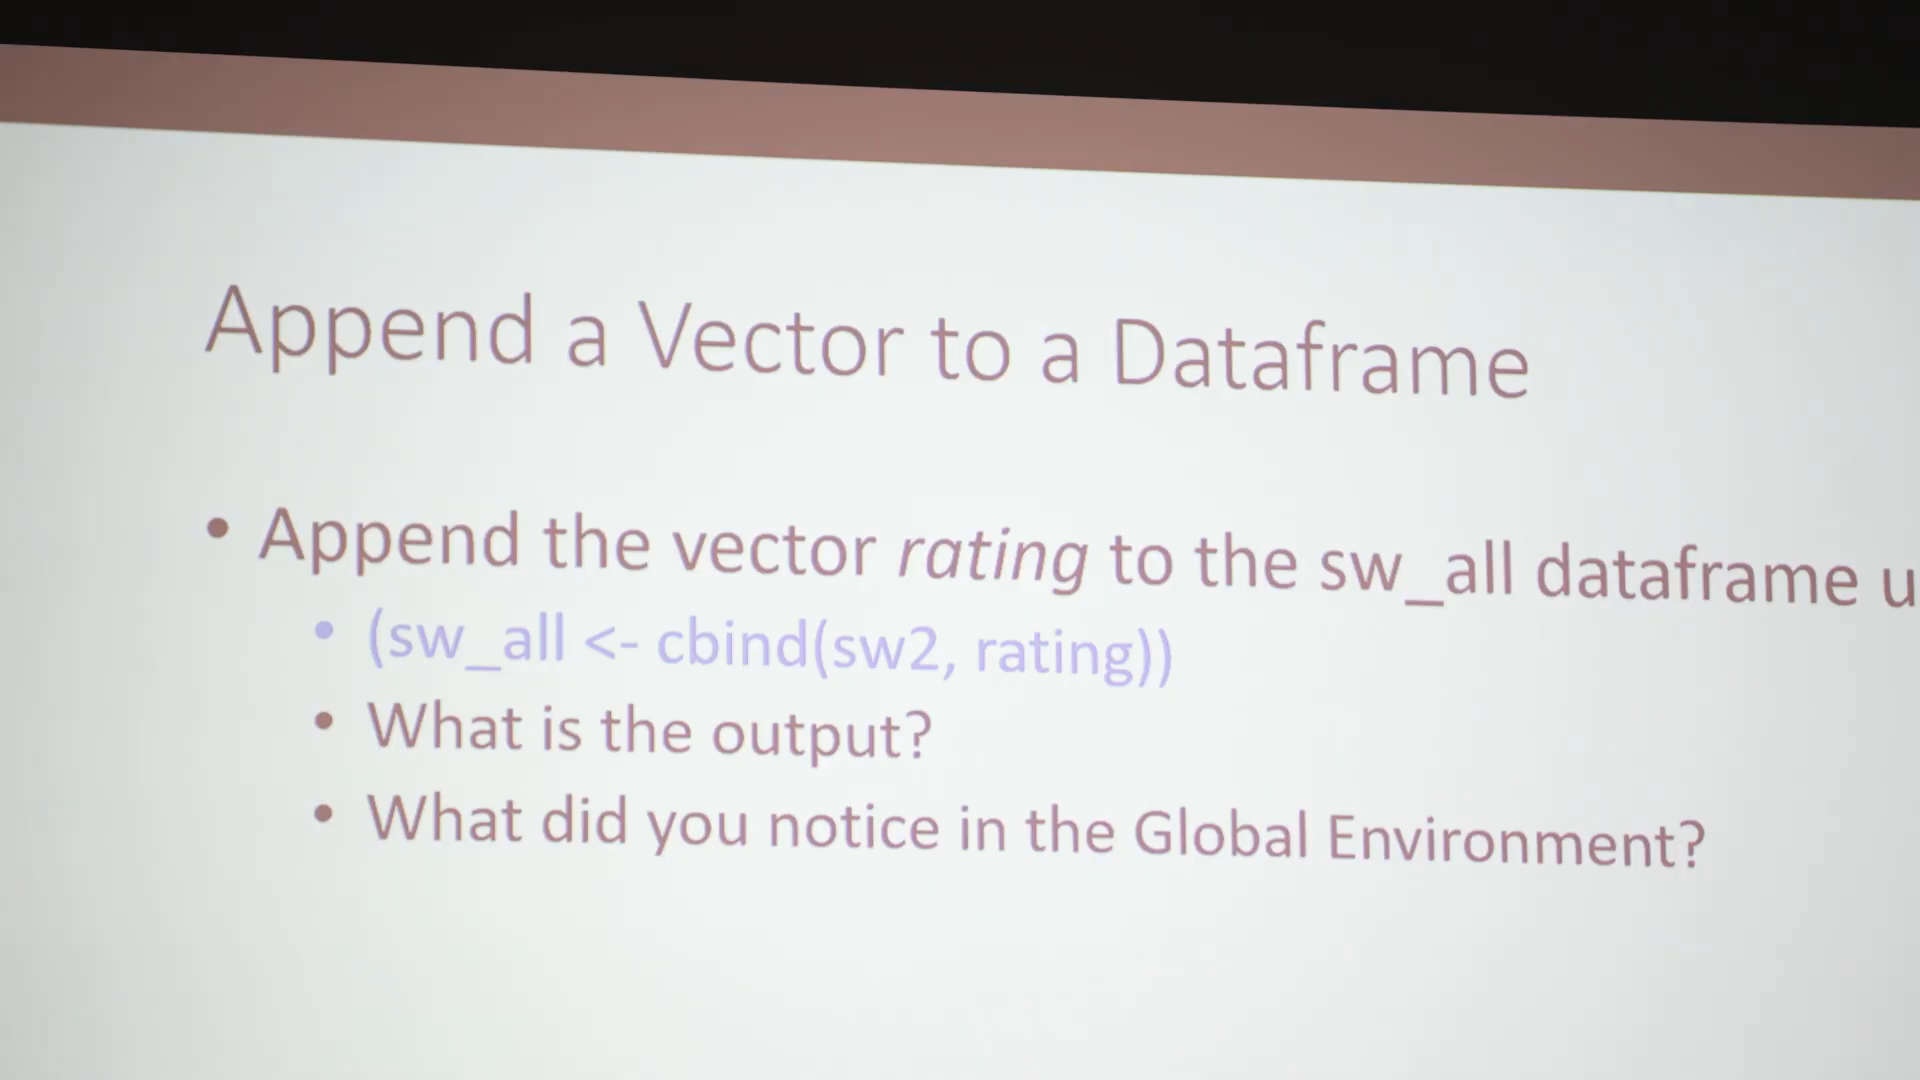 Append a Vector to a Dataframe
• Append the vector rating to the sw_all dataframe u
• (sw_all <- cbind(sw2, rating))
• What is the output?
• What did you notice in the Global Environment?